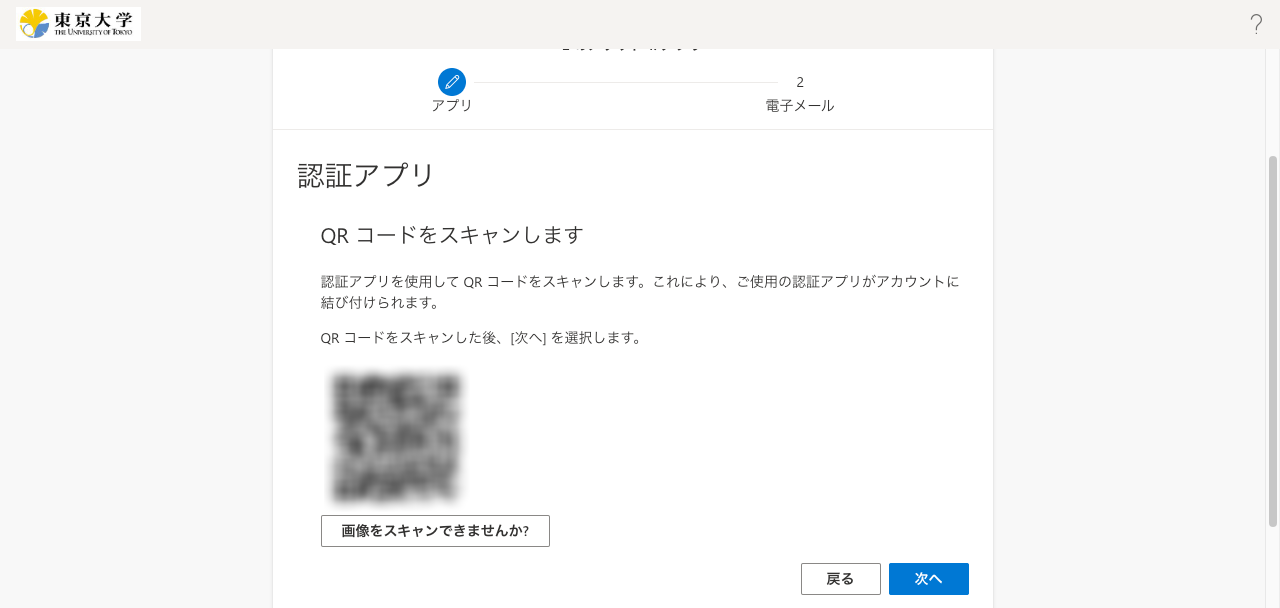 東京大学
THE UNIVERSITY OF TOKYO
2
アプリ
電子メール
認証アプリ
QR コードをスキャンします
認証アプリを使用して QR コードをスキャンします。これにより、ご使用の認証アプリがアカウントに
結び付けられます。
QR コードをスキャンした後、[次へ] を選択します。
画像をスキャンできませんか?
戻る
次へ